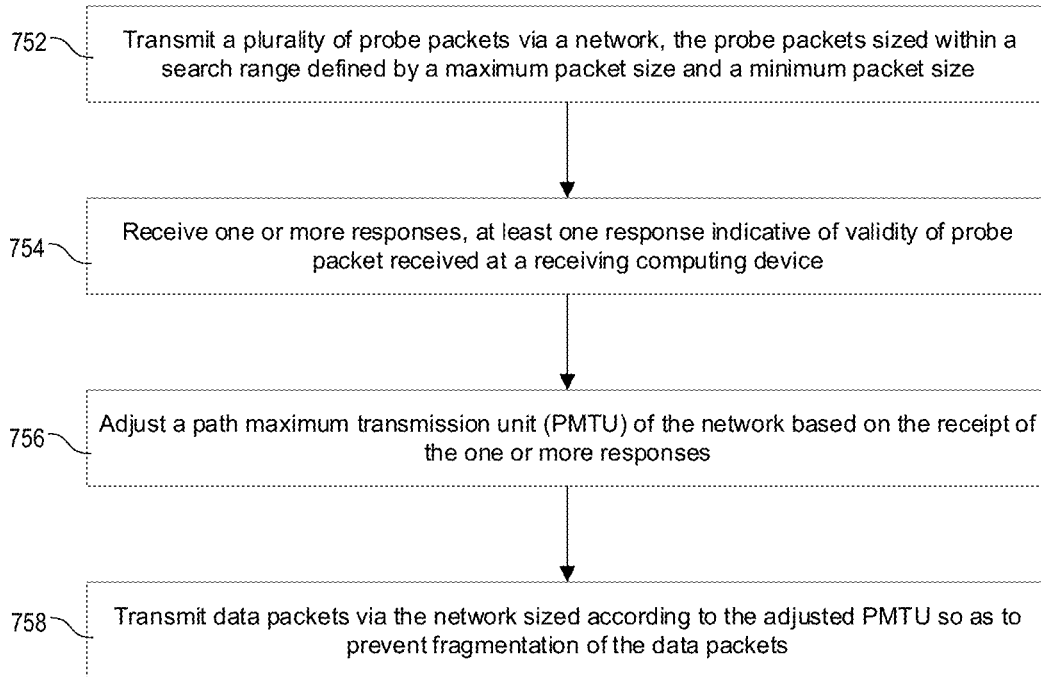 752
Transmit a plurality of probe packets via a network, the probe packets sized within a
search range defined by a maximum packet size and a minimum packet size
754
Receive one or more responses, at least one response indicative of validity of probe
packet received at a receiving computing device
756
Adjust a path maximum transmission unit (PMTU) of the network based on the receipt of
the one or more responses
758
Transmit data packets via the network sized according to the adjusted PMTU so as to
prevent fragmentation of the data packets